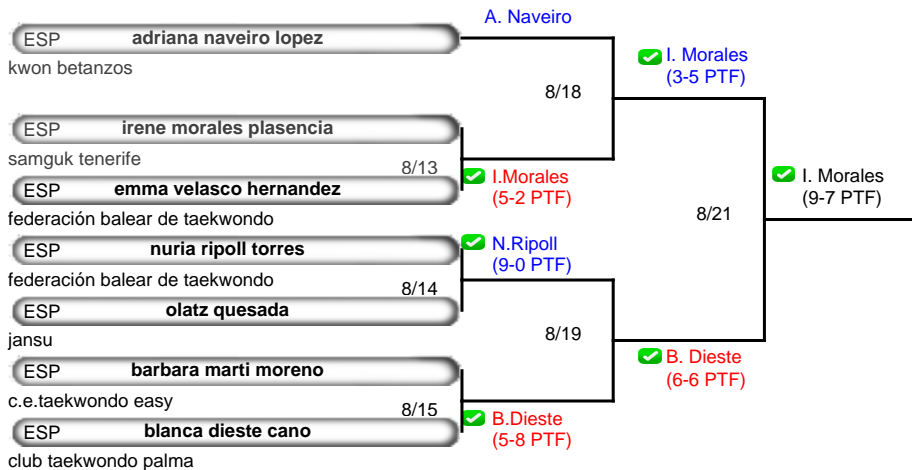 A. Naveiro
ESP adriana naveiro lopez
kwon betanzos
I. Morales
(3-5 PTF)
8/18
ESP irene morales plasencia
samguk tenerife
8/13
I.Morales
(5-2 PTF)
ESP emma velasco hernandez
federación balear de taekwondo
I. Morales
(9-7 PTF)
8/21
ESP nuria ripoll torres
federación balear de taekwondo
N.Ripoll
(9-0 PTF)
8/14
ESP olatz quesada
jansu
8/19
B. Dieste
(6-6 PTF)
ESP barbara marti moreno
c.e.taekwondo easy
8/15
B.Dieste
(5-8 PTF)
ESP blanca dieste cano
club taekwondo palma